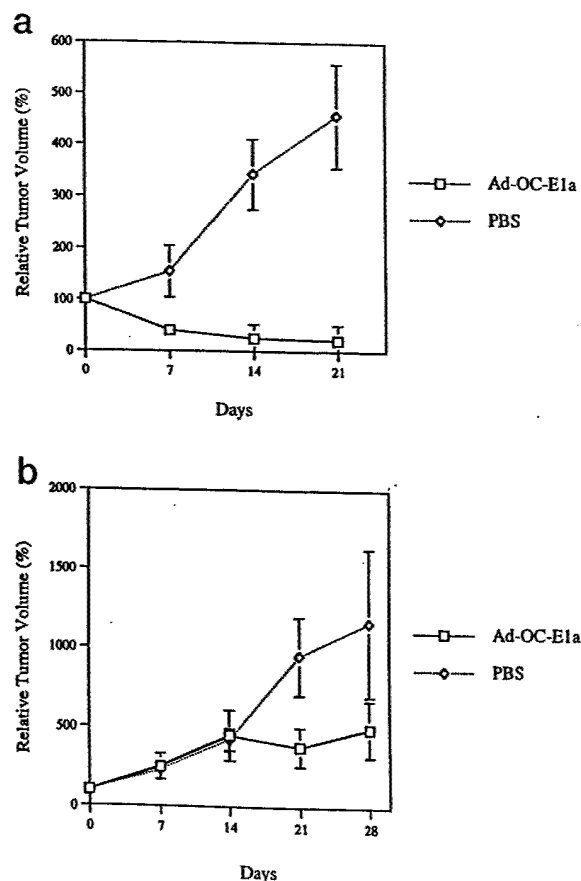 a
600
500
400
300
200
100
0
Relative Tumor Volume (%)
0 7 14 21
Days
Ad-OC-E1a
PBS
b
2000
1500
1000
500
0
Relative Tumor Volume (%)
0 7 14 21 28
Days
Ad-OC-E1a
PBS